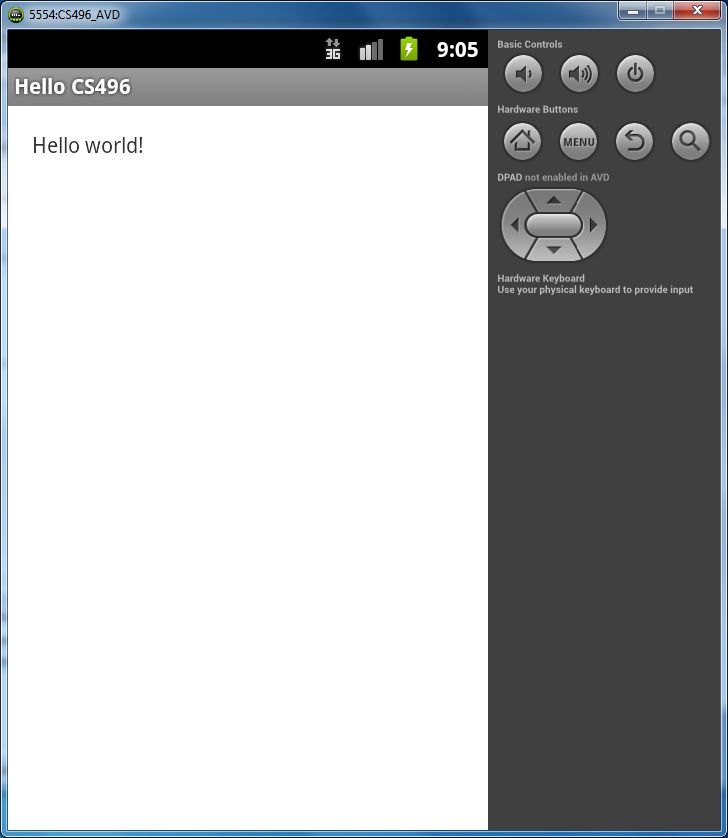 5554:CS496_AVD
3G 9:05
Hello CS496
Hello world!
Basic Controls
Hardware Buttons
MENU
DPAD not enabled in AVD
Hardware Keyboard
Use your physical keyboard to provide input